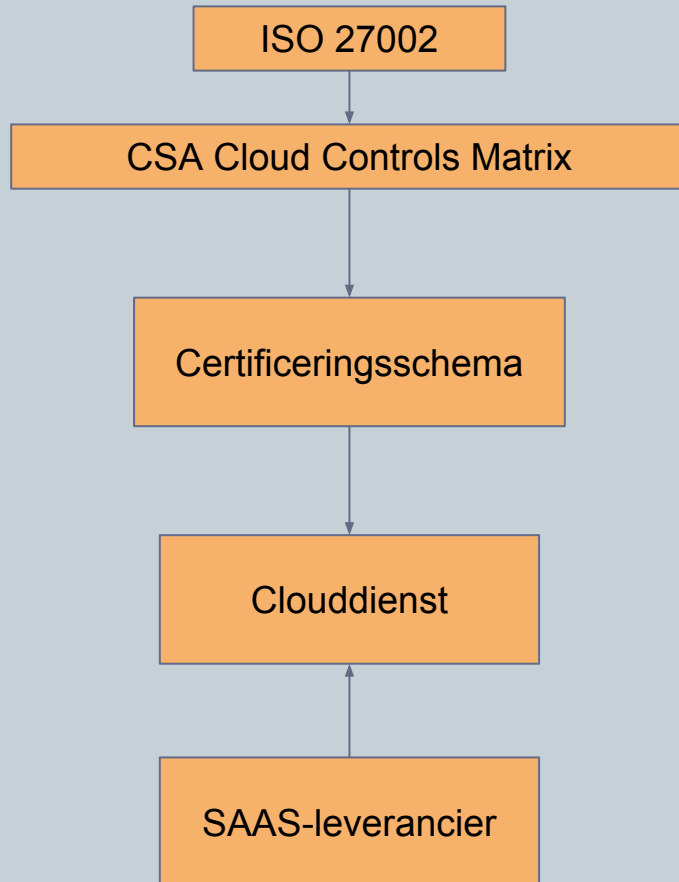 ISO 27002
CSA Cloud Controls Matrix
Certificeringsschema
Clouddienst
SAAS-leverancier